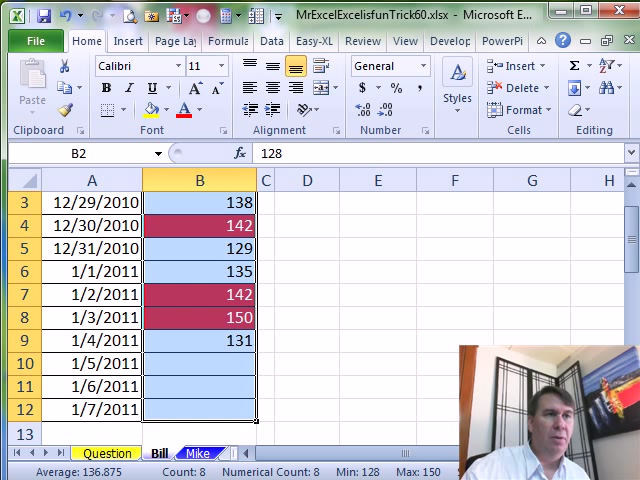 MrExcelExcelisfunTrick60.xlsx - Microsoft E...
File Home Insert Page Lay Formula Data Easy-XL Review View Develop PowerPi
Calibri 11 General Insert
Paste B I U $ % , Styles Delete
Format
Clipboard Font Alignment Number Cells Editing
B2 fx 128
A B C D E F G H
3 12/29/2010 138
4 12/30/2010 142
5 12/31/2010 129
6 1/1/2011 135
7 1/2/2011 142
8 1/3/2011 150
9 1/4/2011 131
10 1/5/2011
11 1/6/2011
12 1/7/2011
13
Question Bill Mike
Average: 136.875 Count: 8 Numerical Count: 8 Min: 128 Max: 150